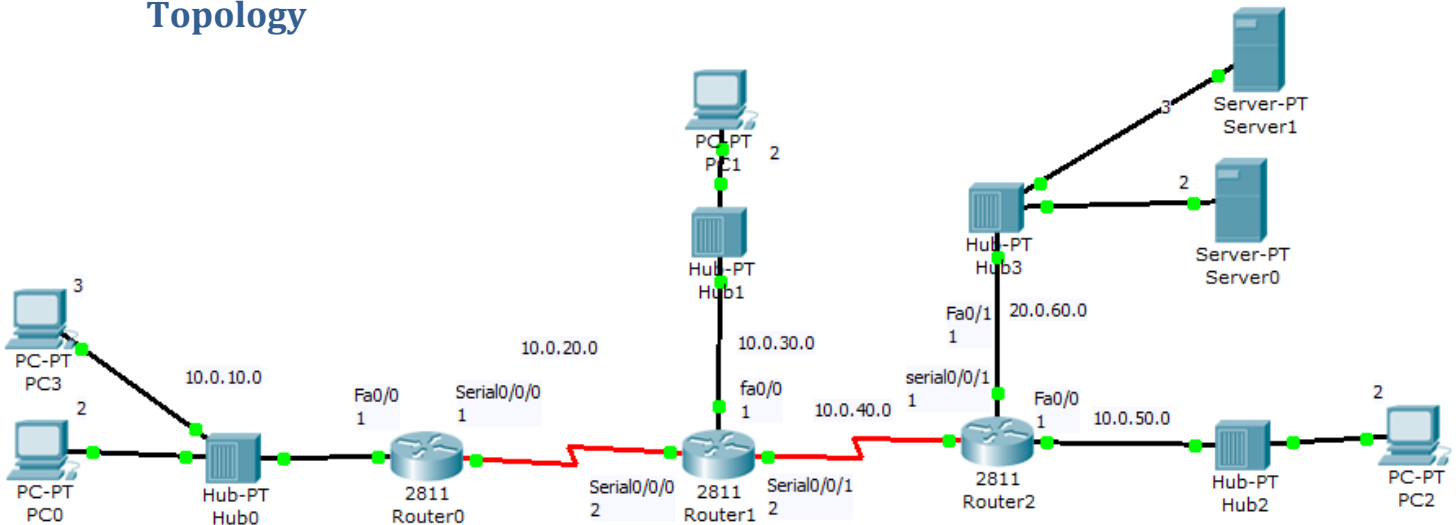 Topology
Server-PT
Server1
3
PC-PT
PC1
2
2
Hub-PT
Hub3
Server-PT
Server0
Hub-PT
Hub1
3
PC-PT
PC3
10.0.10.0
10.0.20.0
10.0.30.0
Fa0/1
1
20.0.60.0
2
Fa0/0
1
Serial0/0/0
1
fa0/0
1
10.0.40.0
serial0/0/1
1
Fa0/0
1
10.0.50.0
2
PC-PT
PC0
Hub-PT
Hub0
2811
Router0
Serial0/0/0
2
2811
Router1
Serial0/0/1
2
2811
Router2
Hub-PT
Hub2
PC-PT
PC2